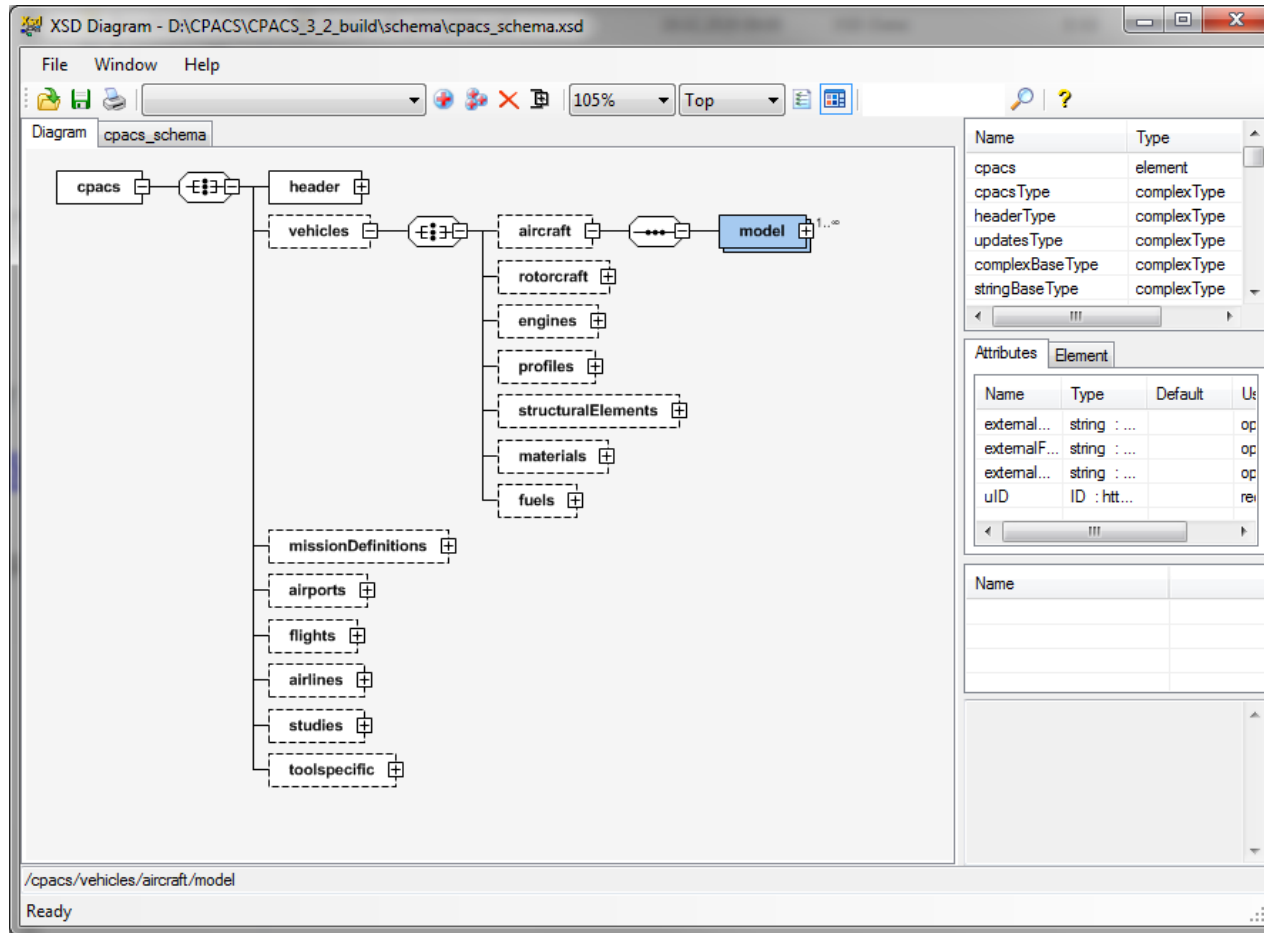 XSD Diagram - D:\CPACS\CPACS_3_2_build\schema\cpacs_schema.xsd
File Window Help
105% Top
Diagram cpacs_schema
cpacs
header
vehicles
aircraft
model
1..∞
rotorcraft
engines
profiles
structuralElements
materials
fuels
missionDefinitions
airports
flights
airlines
studies
toolspecific
Name Type
cpacs element
cpacsType complexType
headerType complexType
updatesType complexType
complexBaseType complexType
stringBaseType complexType
Attributes Element
Name Type Default
external... string : ...
externalF... string : ...
external... string : ...
uID ID : htt...
Name
/cpacs/vehicles/aircraft/model
Ready